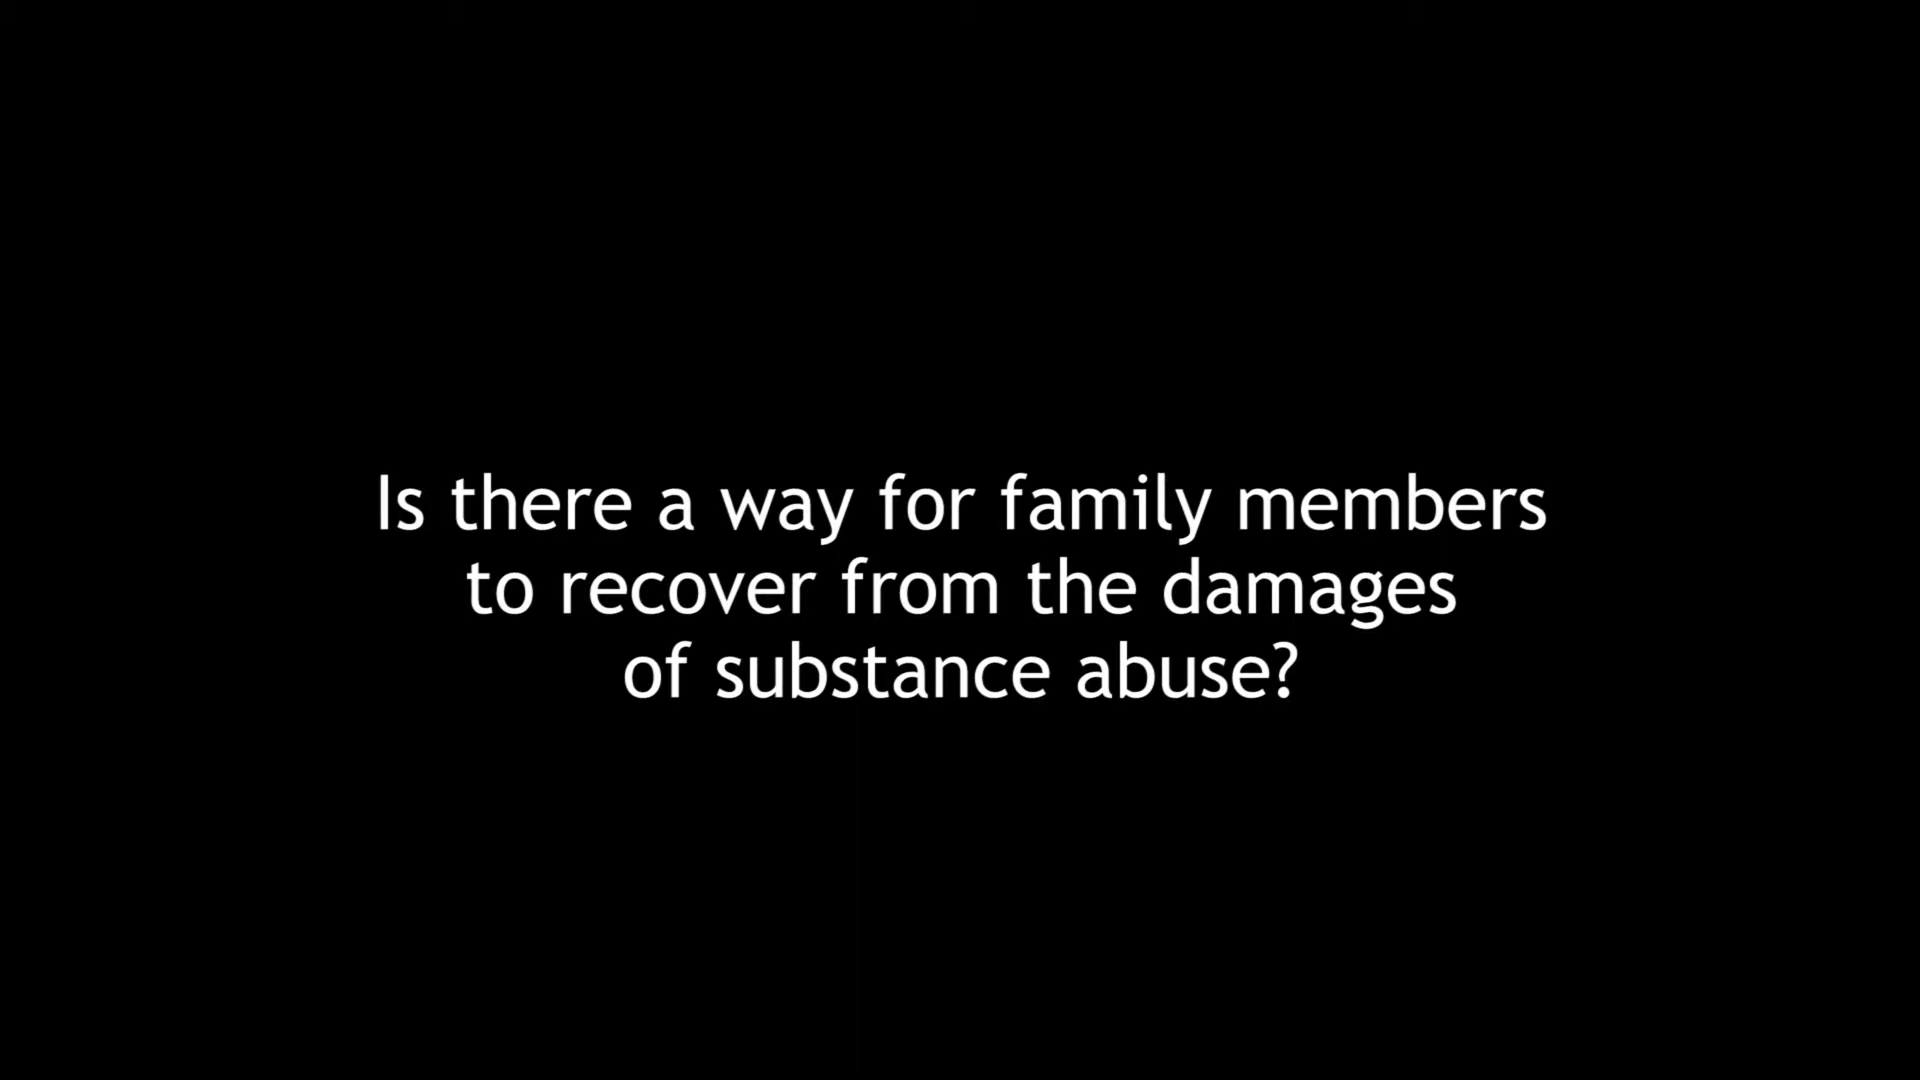 Is there a way for family members
to recover from the damages
of substance abuse?